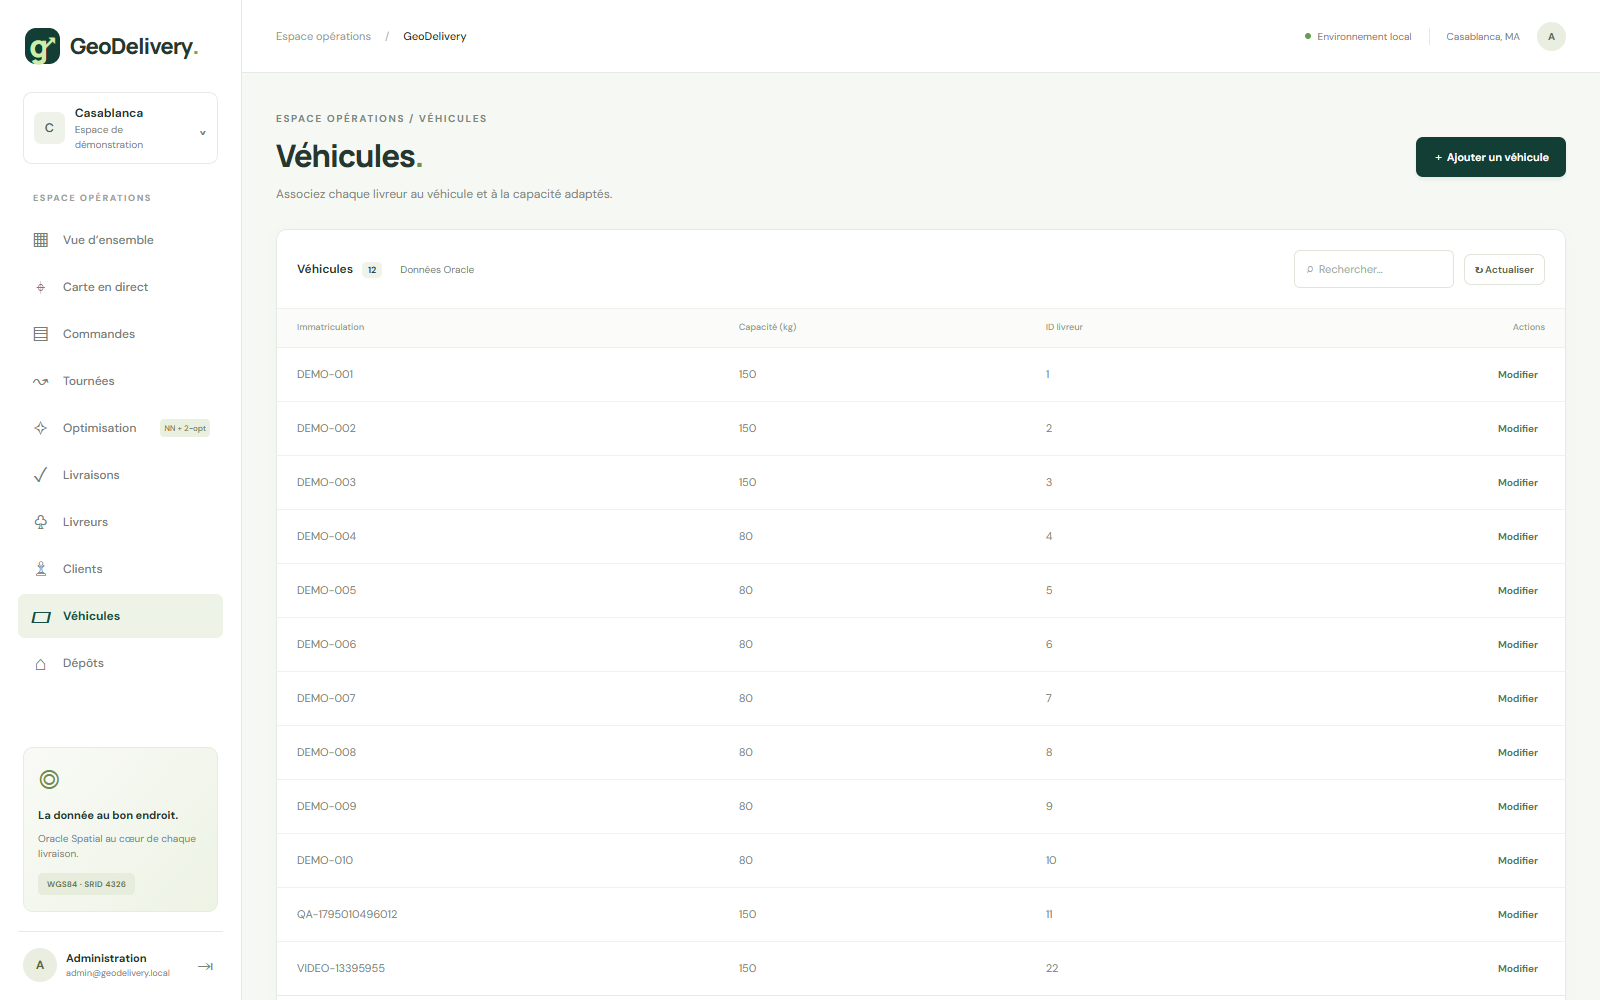 GeoDelivery.
C
Casablanca
Espace de
démonstration
ESPACE OPÉRATIONS
Vue d'ensemble
Carte en direct
Commandes
Tournées
Optimisation NN + 2-opt
Livraisons
Livreurs
Clients
Véhicules
Dépôts
La donnée au bon endroit.
Oracle Spatial au cœur de chaque
livraison.
WGS84 · SRID 4326
A
Administration
admin@geodelivery.local
Espace opérations / GeoDelivery
Environnement local
Casablanca, MA
A
ESPACE OPÉRATIONS / VÉHICULES
Véhicules.
Associez chaque livreur au véhicule et à la capacité adaptés.
+ Ajouter un véhicule
Véhicules 12 Données Oracle
Rechercher…
↻ Actualiser
Immatriculation Capacité (kg) ID livreur Actions
DEMO-001 150 1 Modifier
DEMO-002 150 2 Modifier
DEMO-003 150 3 Modifier
DEMO-004 80 4 Modifier
DEMO-005 80 5 Modifier
DEMO-006 80 6 Modifier
DEMO-007 80 7 Modifier
DEMO-008 80 8 Modifier
DEMO-009 80 9 Modifier
DEMO-010 80 10 Modifier
QA-1795010496012 150 11 Modifier
VIDEO-13395955 150 22 Modifier